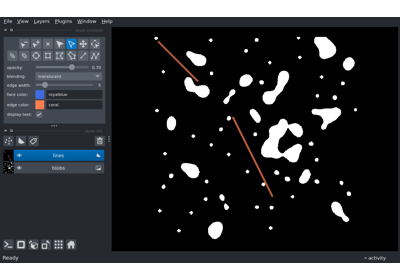 File View Layers Plugins Window Help
opacity: 0.70
blending: translucent
edge width: 5
face color: royalblue
edge color: coral
display text:
lines
blobs
Ready activity